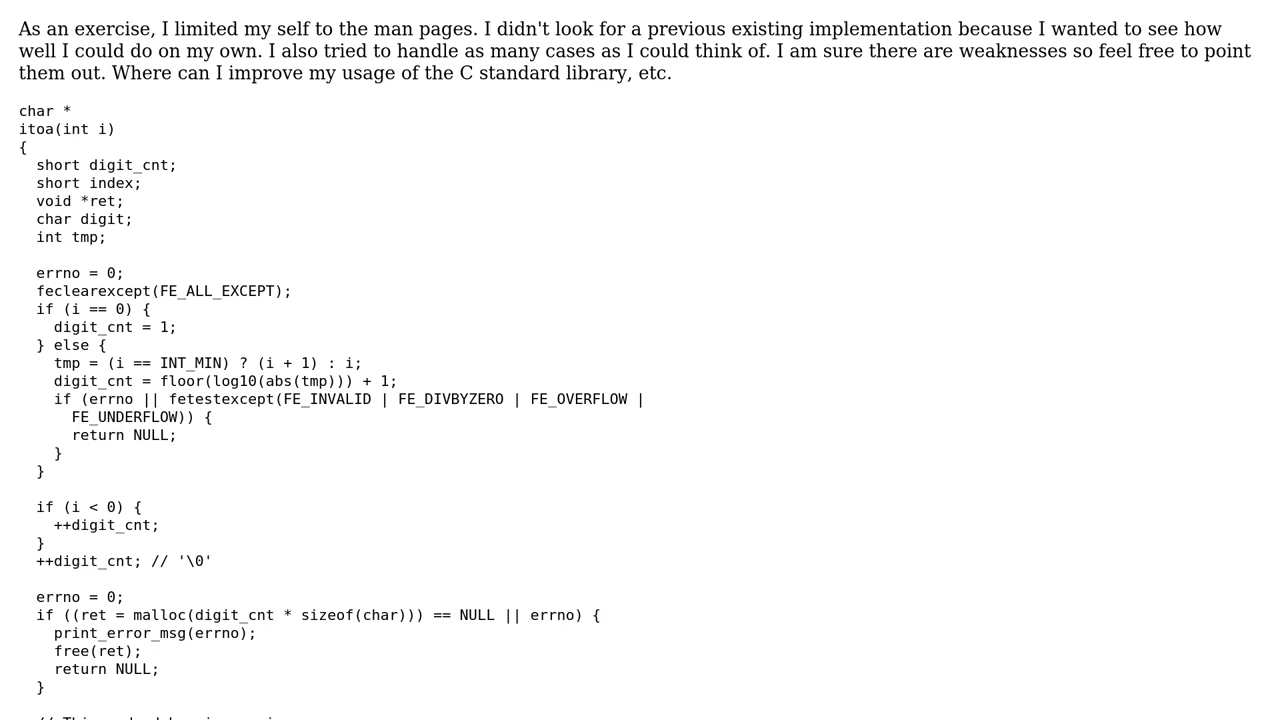 As an exercise, I limited my self to the man pages. I didn't look for a previous existing implementation because I wanted to see how
well I could do on my own. I also tried to handle as many cases as I could think of. I am sure there are weaknesses so feel free to point
them out. Where can I improve my usage of the C standard library, etc.
char *
itoa(int i)
{
  short digit_cnt;
  short index;
  void *ret;
  char digit;
  int tmp;

  errno = 0;
  feclearexcept(FE_ALL_EXCEPT);
  if (i == 0) {
    digit_cnt = 1;
  } else {
    tmp = (i == INT_MIN) ? (i + 1) : i;
    digit_cnt = floor(log10(abs(tmp))) + 1;
    if (errno || fetestexcept(FE_INVALID | FE_DIVBYZERO | FE_OVERFLOW |
      FE_UNDERFLOW)) {
      return NULL;
    }
  }

  if (i < 0) {
    ++digit_cnt;
  }
  ++digit_cnt; // '\0'

  errno = 0;
  if ((ret = malloc(digit_cnt * sizeof(char))) == NULL || errno) {
    print_error_msg(errno);
    free(ret);
    return NULL;
  }